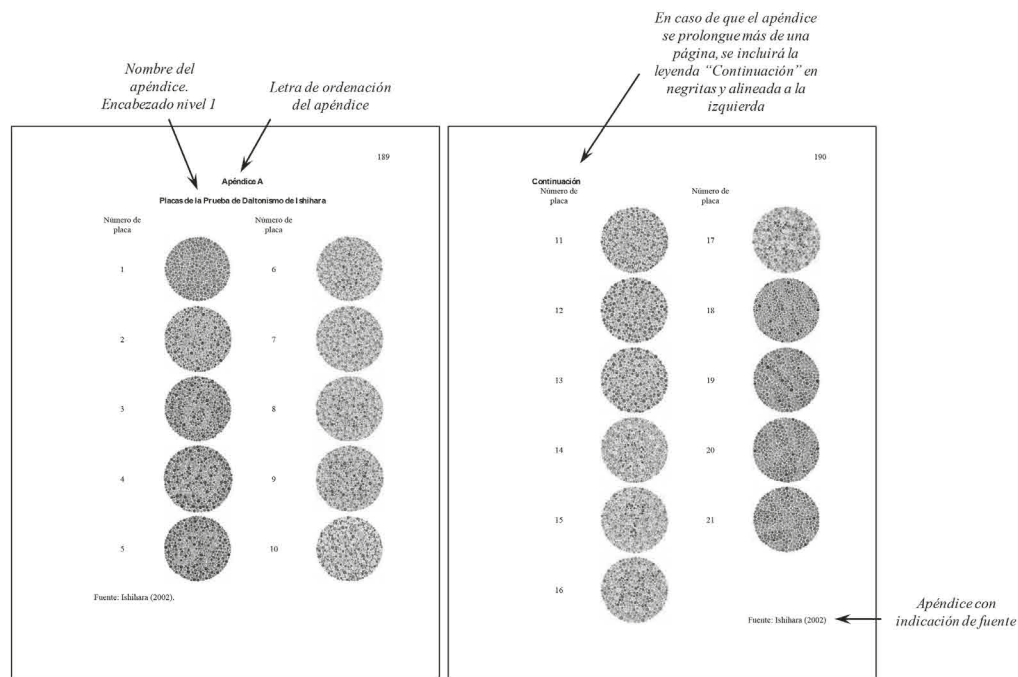 En caso de que el apéndice
se prolongue más de una
página, se incluirá la
leyenda “Continuación” en
negritas y alineada a la
izquierda
Nombre del
apéndice.
Encabezado nivel 1
Letra de ordenación
del apéndice
189
Apéndice A
Placas de la Prueba de Daltonismo de Ishihara
Número de
placa
Número de
placa
1
6
2
7
3
8
4
9
5
10
Fuente: Ishihara (2002).
190
Continuación
Número de
placa
Número de
placa
11
17
12
18
13
19
14
20
15
21
16
Fuente: Ishihara (2002)
Apéndice con
indicación de fuente